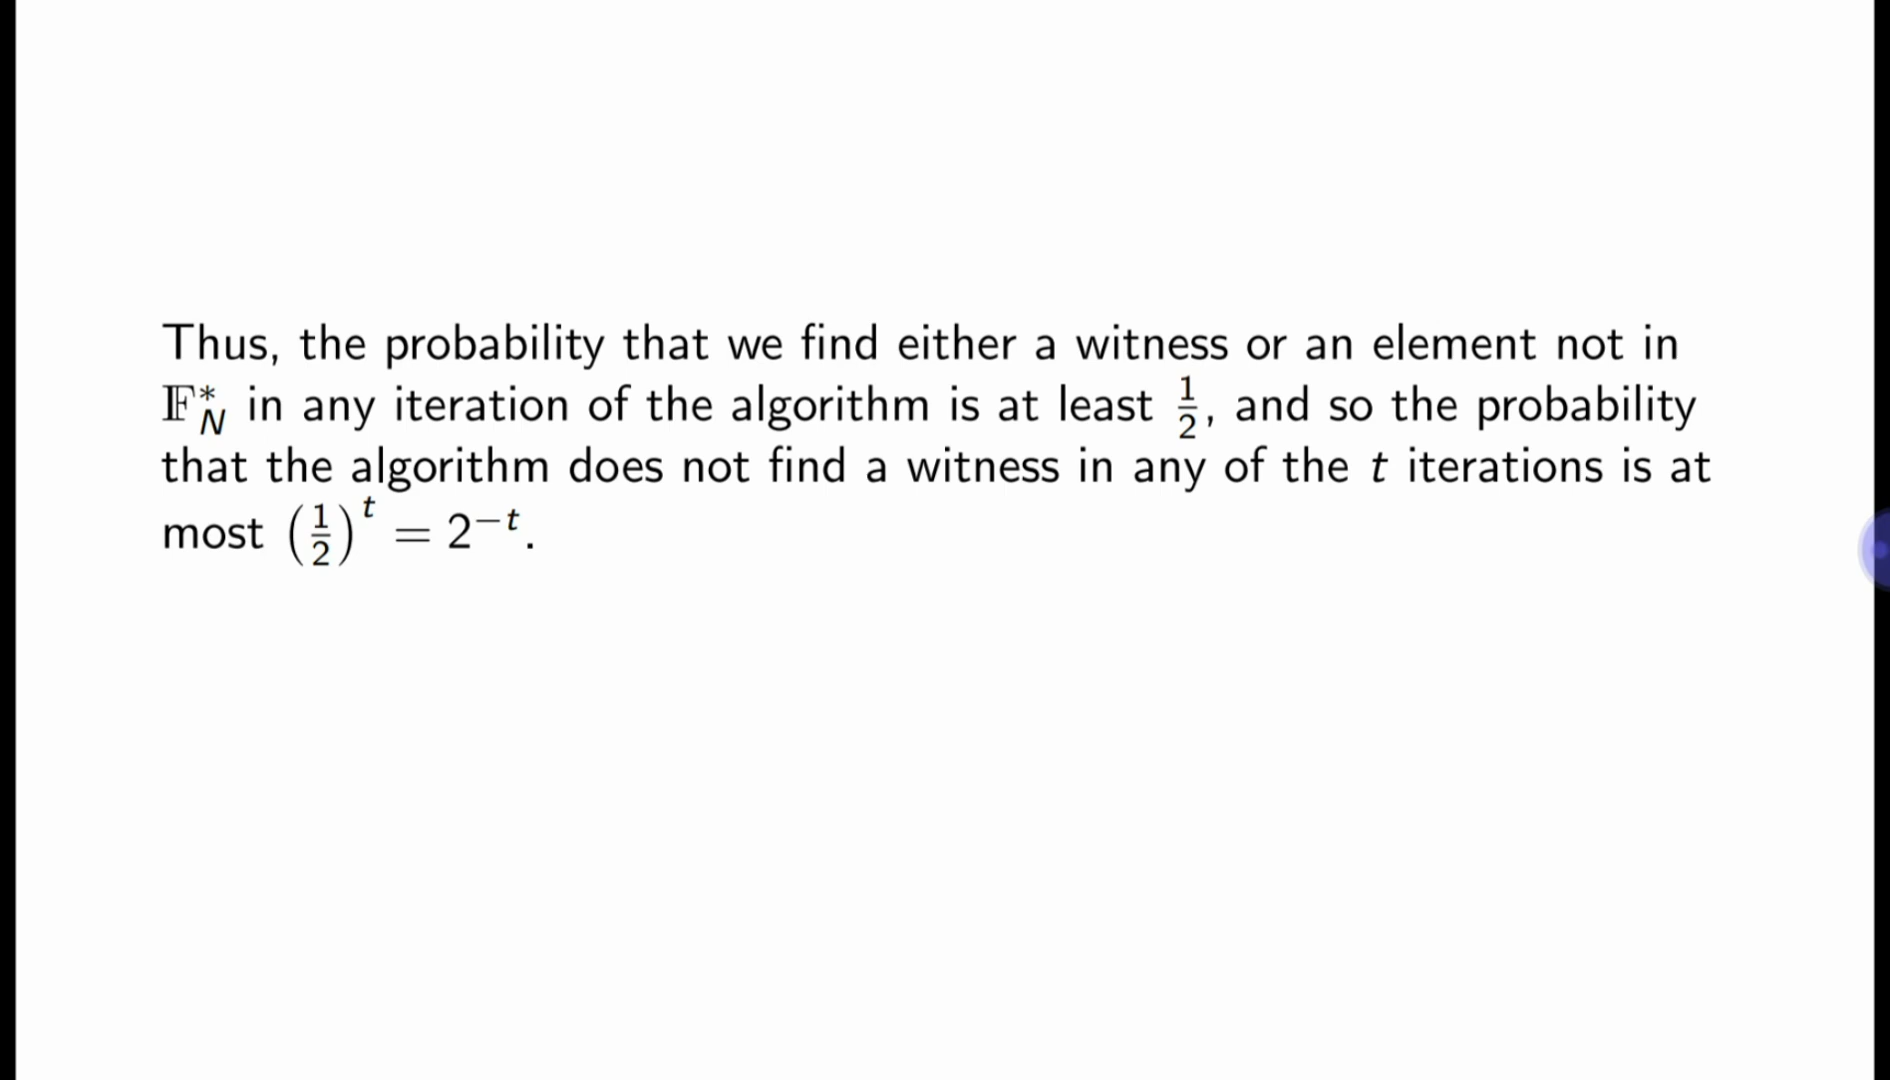 Thus, the probability that we find either a witness or an element not in
𝔽*_N in any iteration of the algorithm is at least 1/2, and so the probability
that the algorithm does not find a witness in any of the t iterations is at
most (1/2)^t = 2^−t.